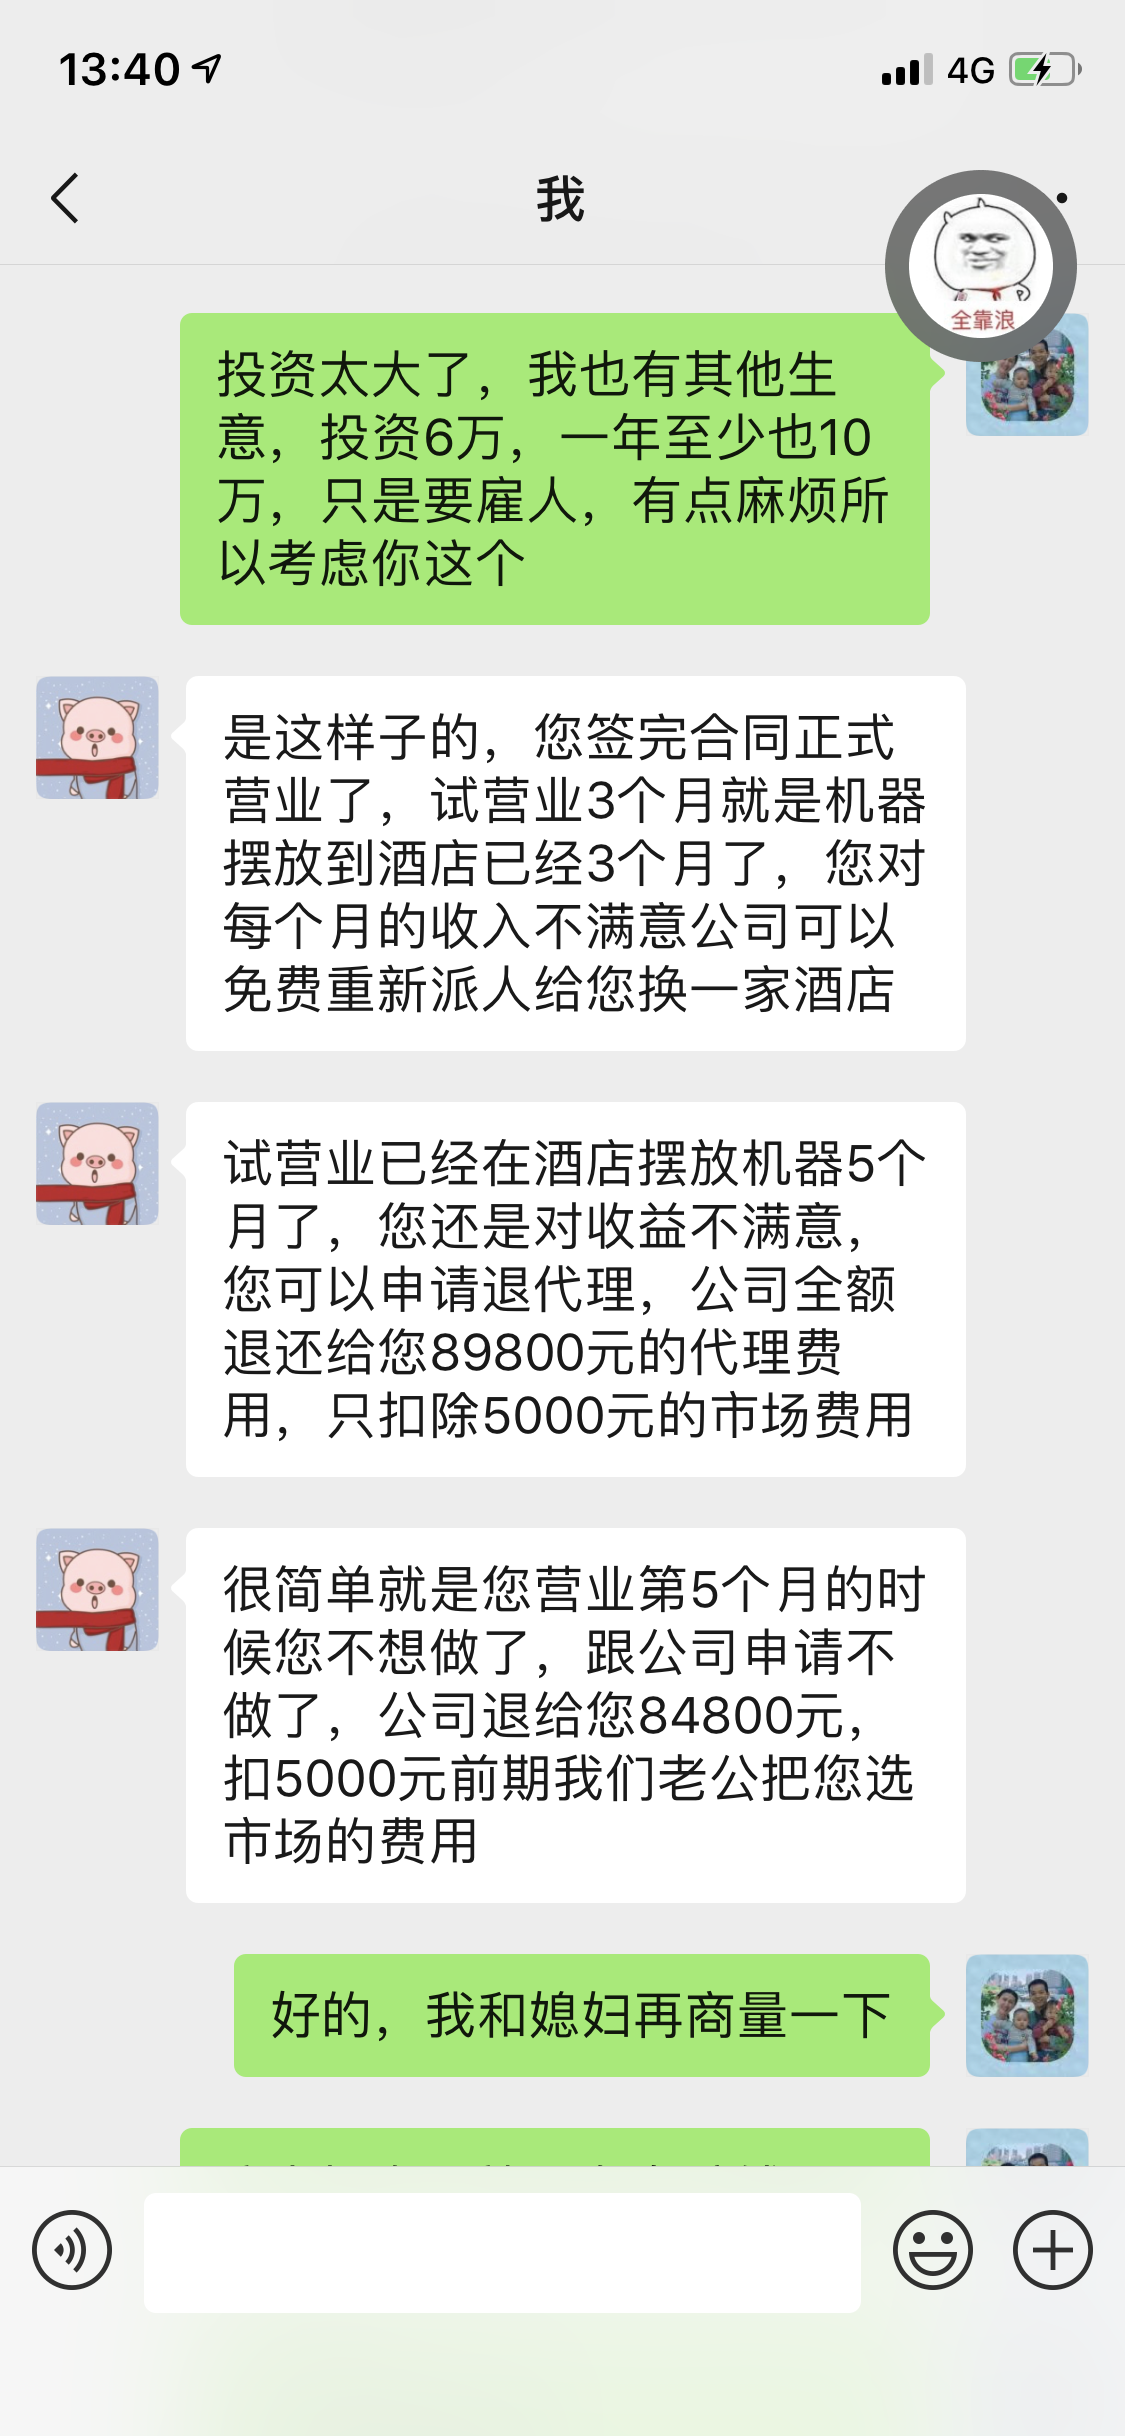 13:40
4G
我
全靠浪
投资太大了，我也有其他生
意，投资6万，一年至少也10
万，只是要雇人，有点麻烦所
以考虑你这个
是这样子的，您签完合同正式
营业了，试营业3个月就是机器
摆放到酒店已经3个月了，您对
每个月的收入不满意公司可以
免费重新派人给您换一家酒店
试营业已经在酒店摆放机器5个
月了，您还是对收益不满意，
您可以申请退代理，公司全额
退还给您89800元的代理费
用，只扣除5000元的市场费用
很简单就是您营业第5个月的时
候您不想做了，跟公司申请不
做了，公司退给您84800元，
扣5000元前期我们老公把您选
市场的费用
好的，我和媳妇再商量一下